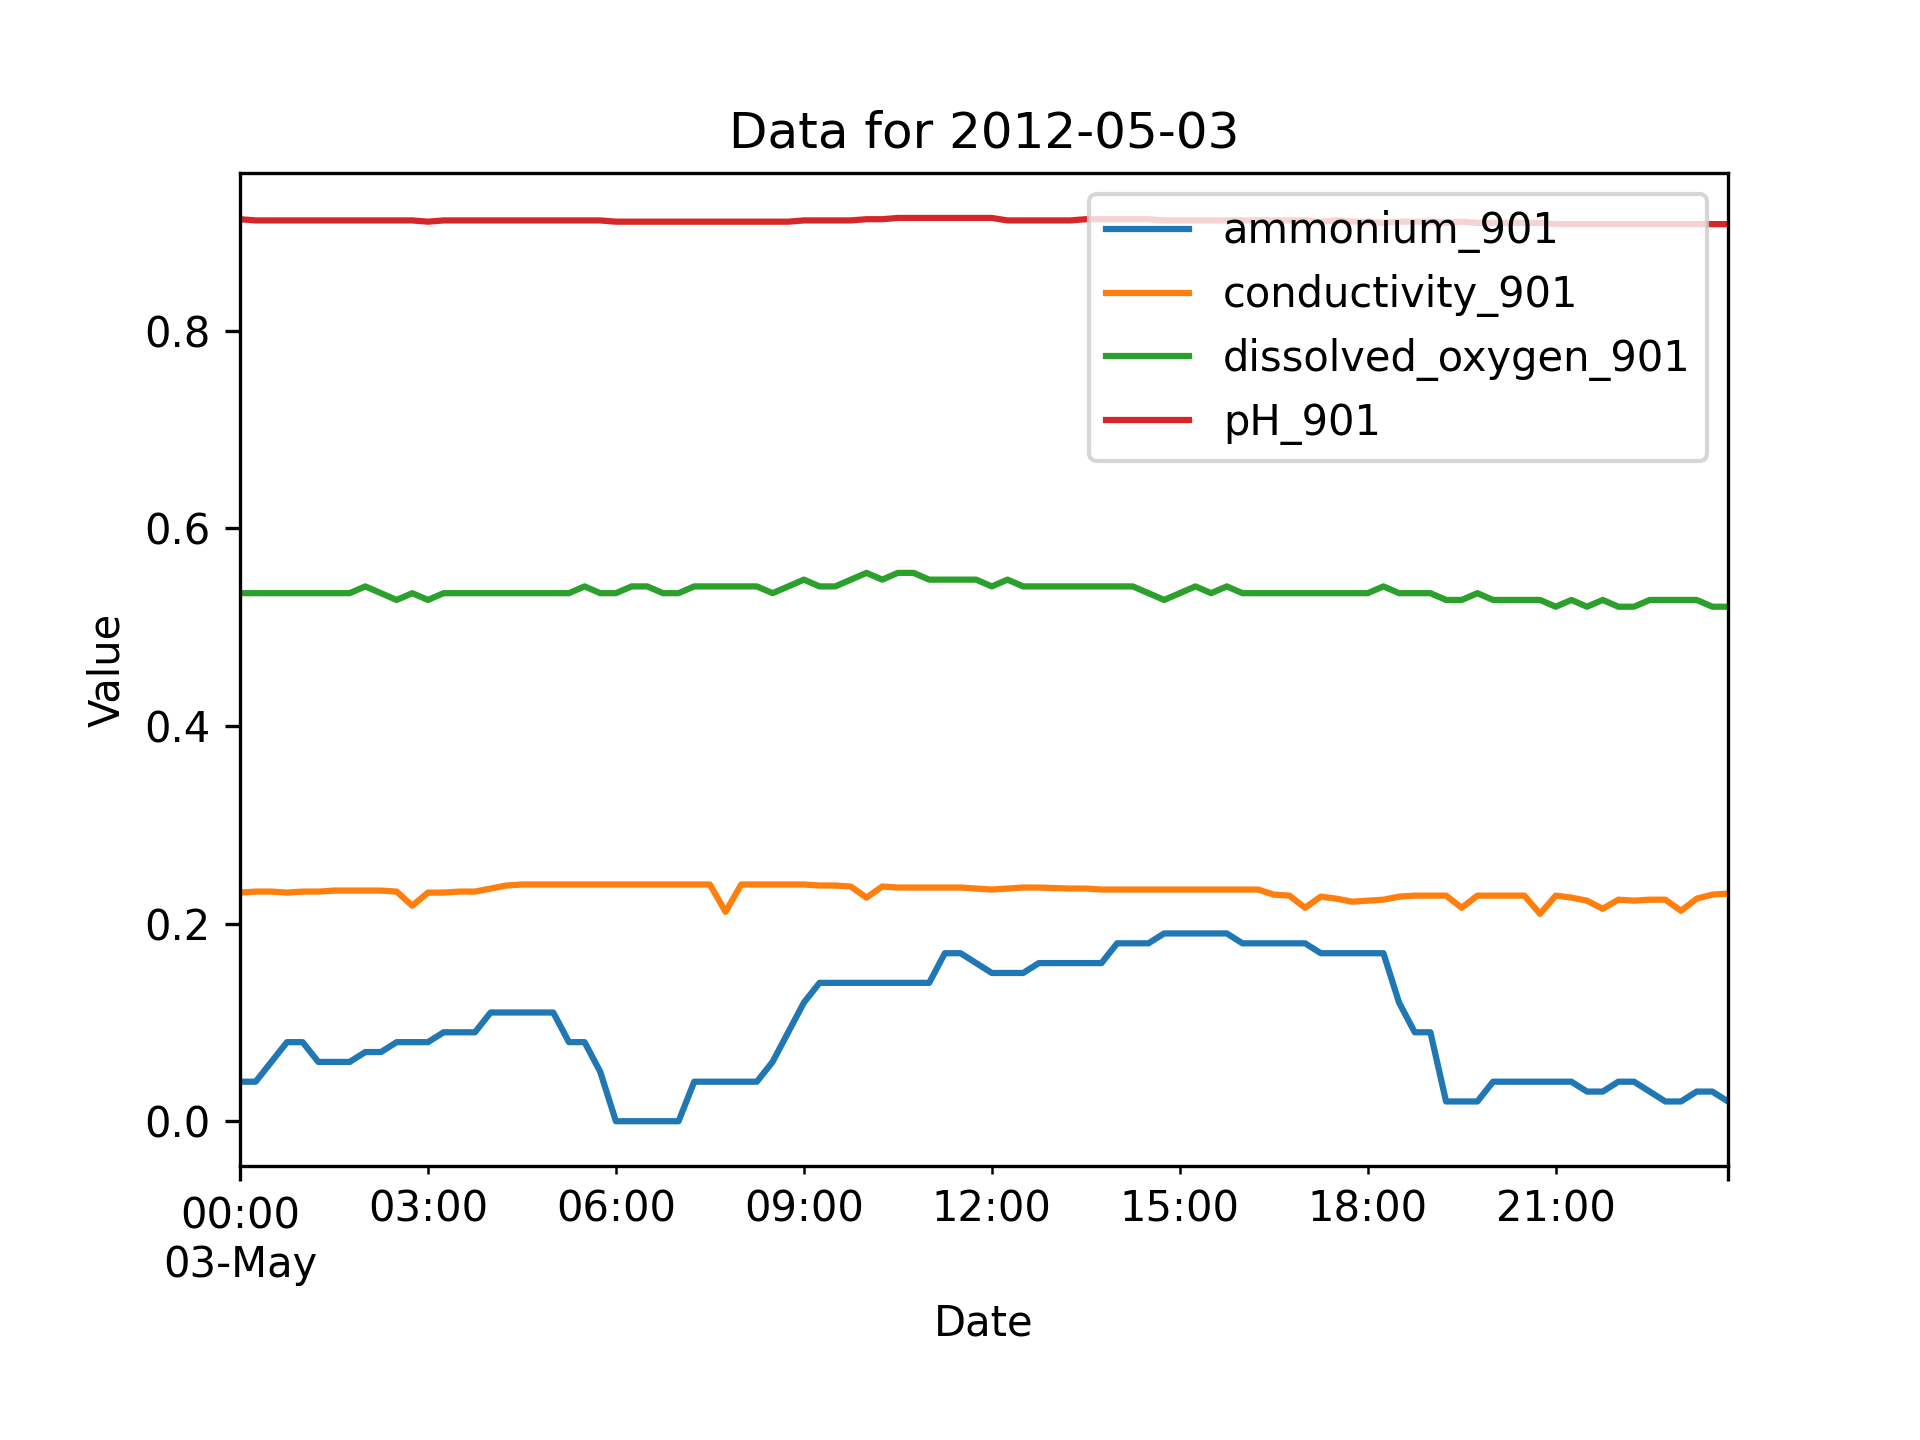 Data for 2012-05-03
ammonium_901
conductivity_901
dissolved_oxygen_901
pH_901
Value
0.8
0.6
0.4
0.2
0.0
00:00 03:00 06:00 09:00 12:00 15:00 18:00 21:00
03-May
Date